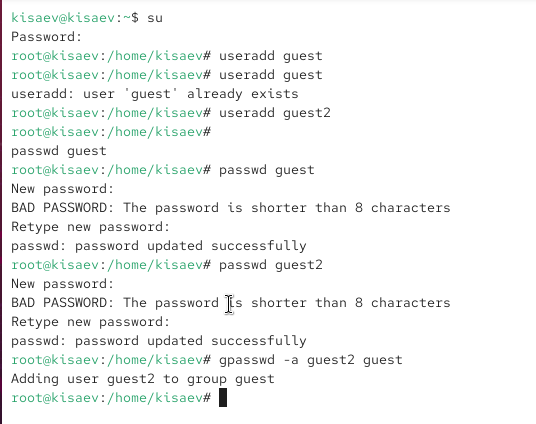 kisaev@kisaev:~$ su
Password:
root@kisaev:/home/kisaev# useradd guest
root@kisaev:/home/kisaev# useradd guest
useradd: user 'guest' already exists
root@kisaev:/home/kisaev# useradd guest2
root@kisaev:/home/kisaev#
passwd guest
root@kisaev:/home/kisaev# passwd guest
New password:
BAD PASSWORD: The password is shorter than 8 characters
Retype new password:
passwd: password updated successfully
root@kisaev:/home/kisaev# passwd guest2
New password:
BAD PASSWORD: The password is shorter than 8 characters
Retype new password:
passwd: password updated successfully
root@kisaev:/home/kisaev# gpasswd -a guest2 guest
Adding user guest2 to group guest
root@kisaev:/home/kisaev#